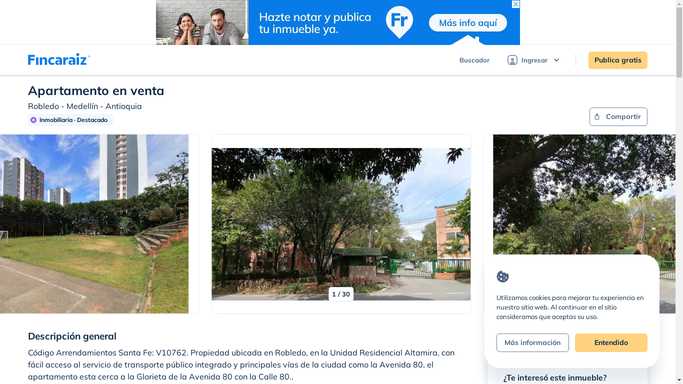 Hazte notar y publica
tu inmueble ya.
Fr
Más info aquí
Fincaraiz
Buscador
Ingresar
Publica gratis
Apartamento en venta
Robledo - Medellín - Antioquia
Inmobiliaria · Destacado
Compartir
1 / 30
Utilizamos cookies para mejorar tu experiencia en
nuestro sitio web. Al continuar en el sitio
consideramos que aceptas su uso.
Más información
Entendido
Descripción general
Código Arrendamientos Santa Fe: V10762. Propiedad ubicada en Robledo, en la Unidad Residencial Altamira, con
fácil acceso al servicio de transporte público integrado y principales vías de la ciudad como la Avenida 80, el
apartamento esta cerca a la Glorieta de la Avenida 80 con la Calle 80..
¿Te interesó este inmueble?